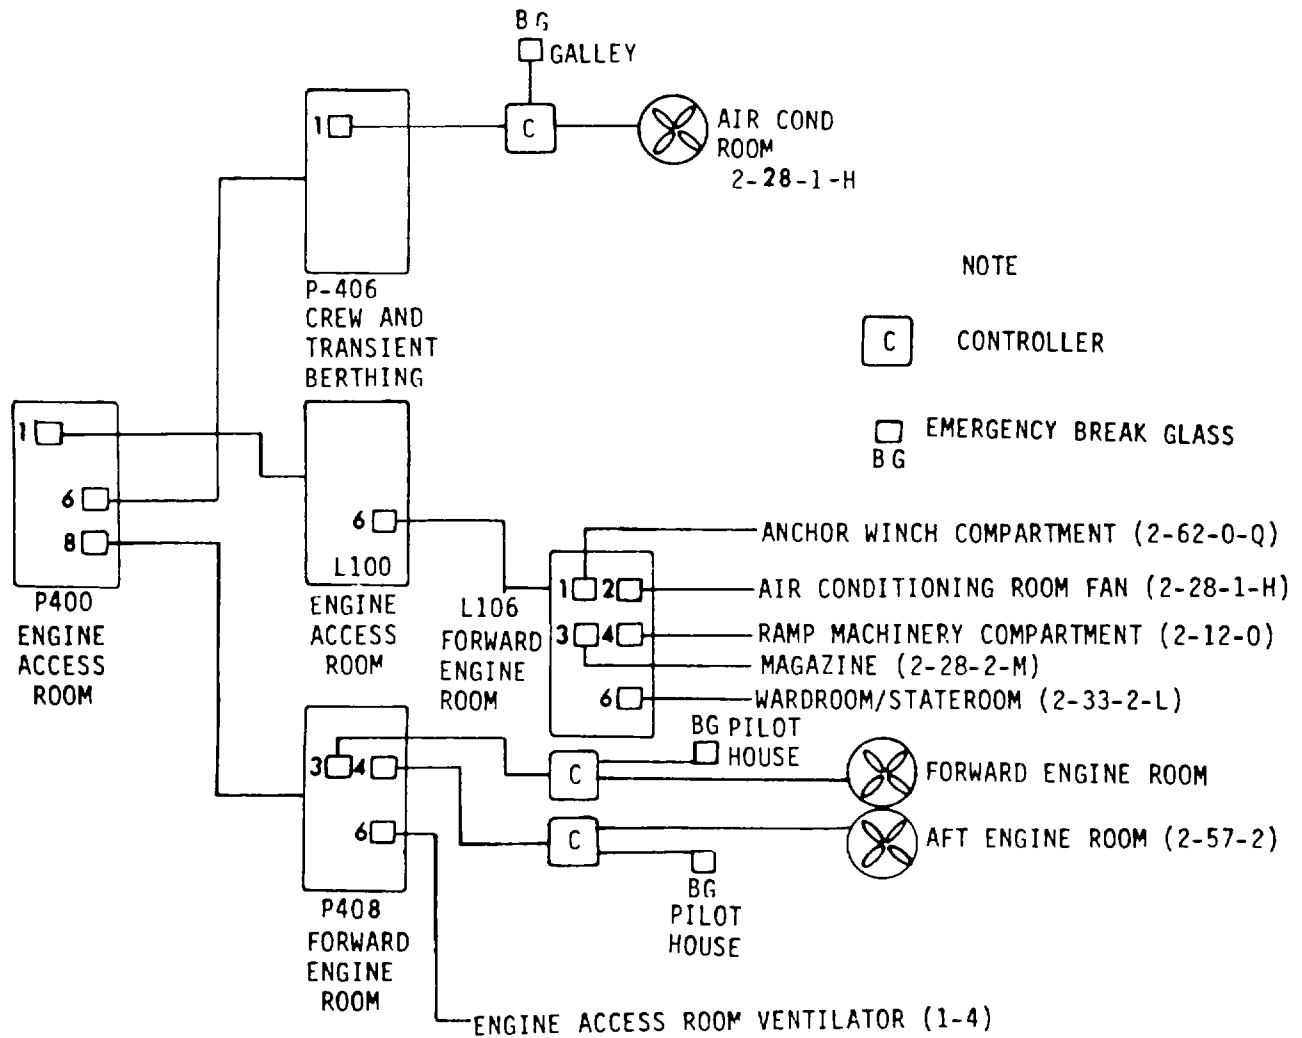 BG
GALLEY
1
C
AIR COND
ROOM
2-28-1-H
P-406
CREW AND
TRANSIENT
BERTHING
NOTE
C CONTROLLER
EMERGENCY BREAK GLASS
BG
1
6
8
P400
ENGINE
ACCESS
ROOM
6
L100
ENGINE
ACCESS
ROOM
L106
FORWARD
ENGINE
ROOM
1 2
3 4
6
ANCHOR WINCH COMPARTMENT (2-62-0-Q)
AIR CONDITIONING ROOM FAN (2-28-1-H)
RAMP MACHINERY COMPARTMENT (2-12-0)
MAGAZINE (2-28-2-M)
WARDROOM/STATEROOM (2-33-2-L)
3 4
6
P408
FORWARD
ENGINE
ROOM
BG PILOT
HOUSE
C
FORWARD ENGINE ROOM
C
AFT ENGINE ROOM (2-57-2)
BG
PILOT
HOUSE
ENGINE ACCESS ROOM VENTILATOR (1-4)